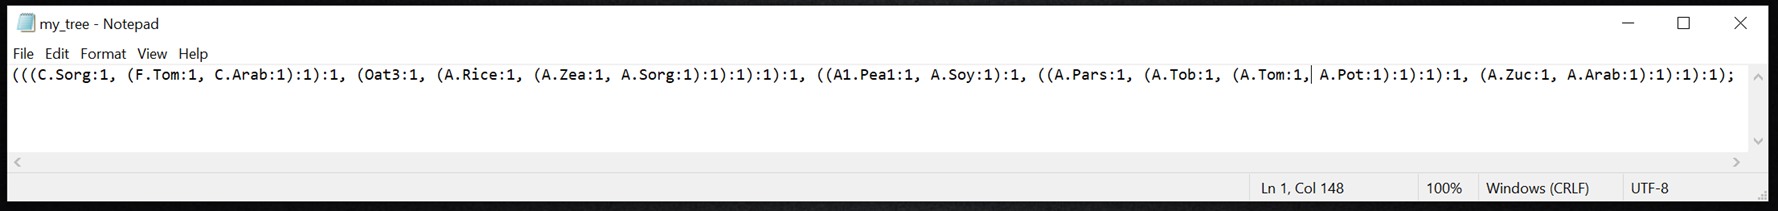 my_tree - Notepad
File Edit Format View Help
(((C.Sorg:1, (F.Tom:1, C.Arab:1):1):1, (Oat3:1, (A.Rice:1, (A.Zea:1, A.Sorg:1):1):1):1):1, ((A1.Pea1:1, A.Soy:1):1, ((A.Pars:1, (A.Tob:1, (A.Tom:1, A.Pot:1):1):1):1, (A.Zuc:1, A.Arab:1):1):1):1);
Ln 1, Col 148 100% Windows (CRLF) UTF-8